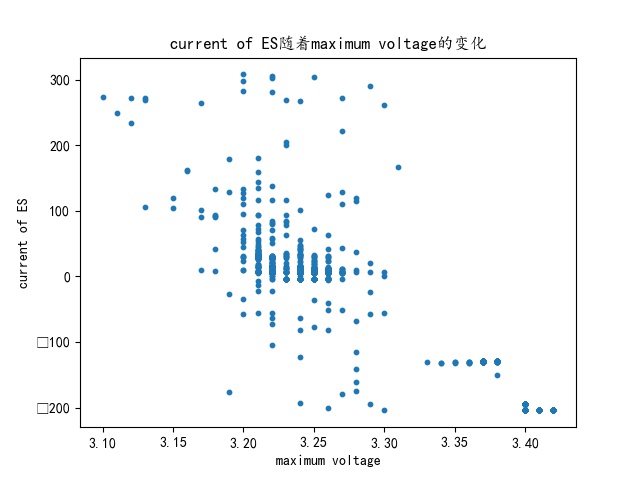 current of ES随着maximum voltage的变化
300
200
100
0
□100
□200
current of ES
3.10 3.15 3.20 3.25 3.30 3.35 3.40
maximum voltage